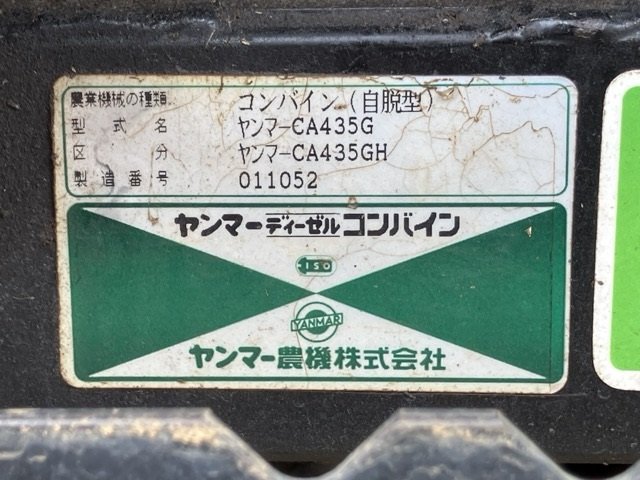 農業機械の種類 コンバイン(自脱型)
型式名 ヤンマーCA435G
区分 ヤンマーCA435GH
製造番号 011052
ヤンマーディーゼルコンバイン
ISO
YANMAR
ヤンマー農機株式会社